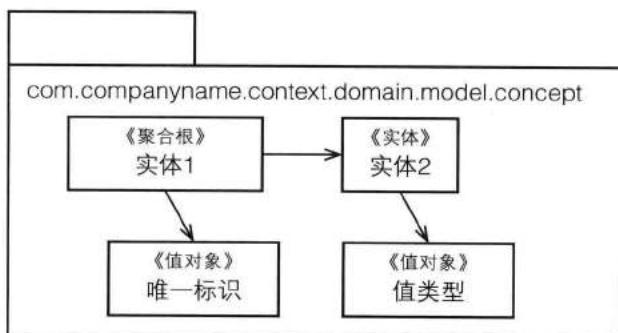 com.companyname.context.domain.model.concept
《聚合根》
实体1
《实体》
实体2
《值对象》
唯一标识
《值对象》
值类型